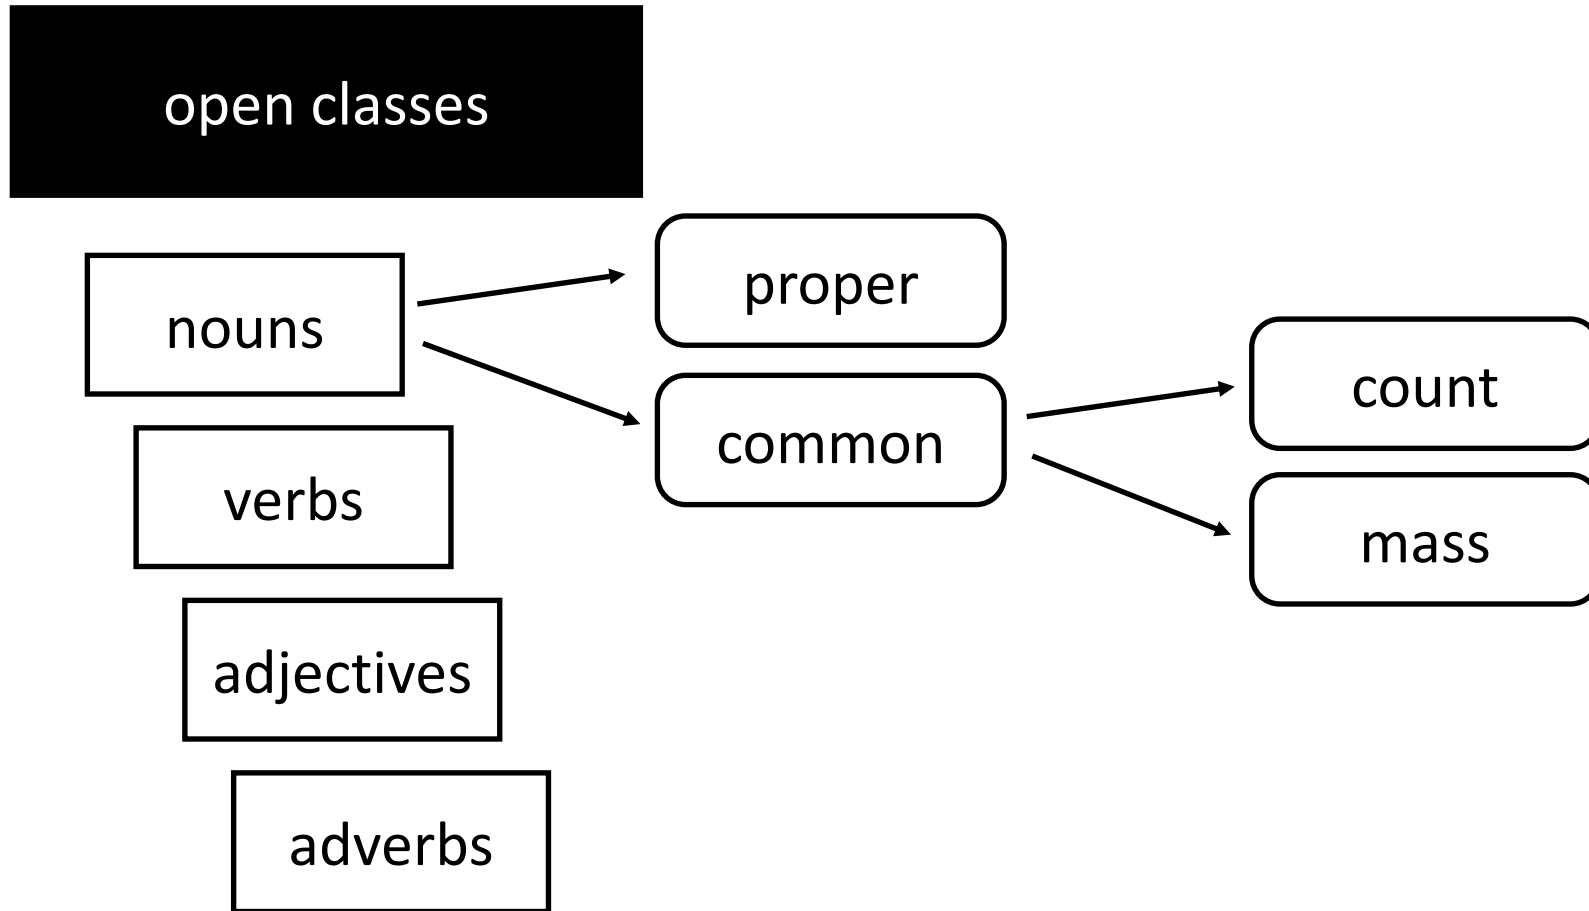 open classes
nouns
verbs
adjectives
adverbs
proper
common
count
mass